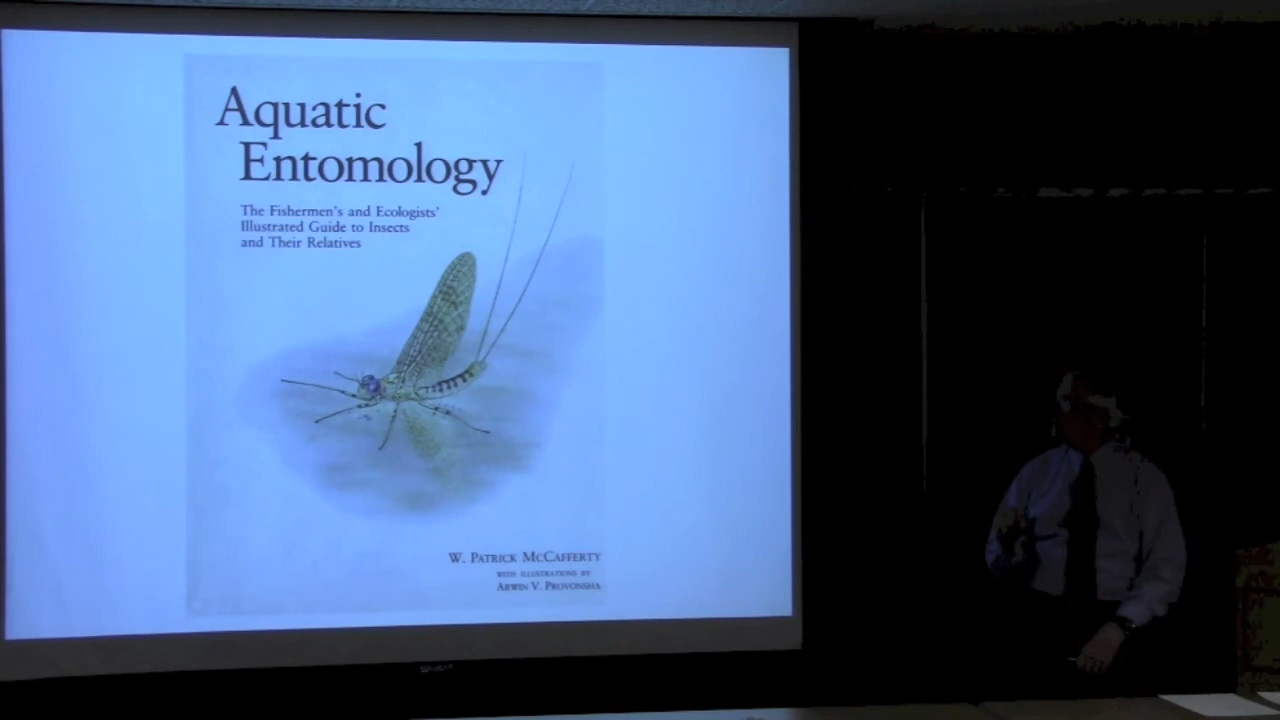 Aquatic
Entomology
The Fishermen's and Ecologists'
Illustrated Guide to Insects
and Their Relatives
W. PATRICK MCCAFFERTY
WITH ILLUSTRATIONS BY
ARWIN V. PROVONSHA